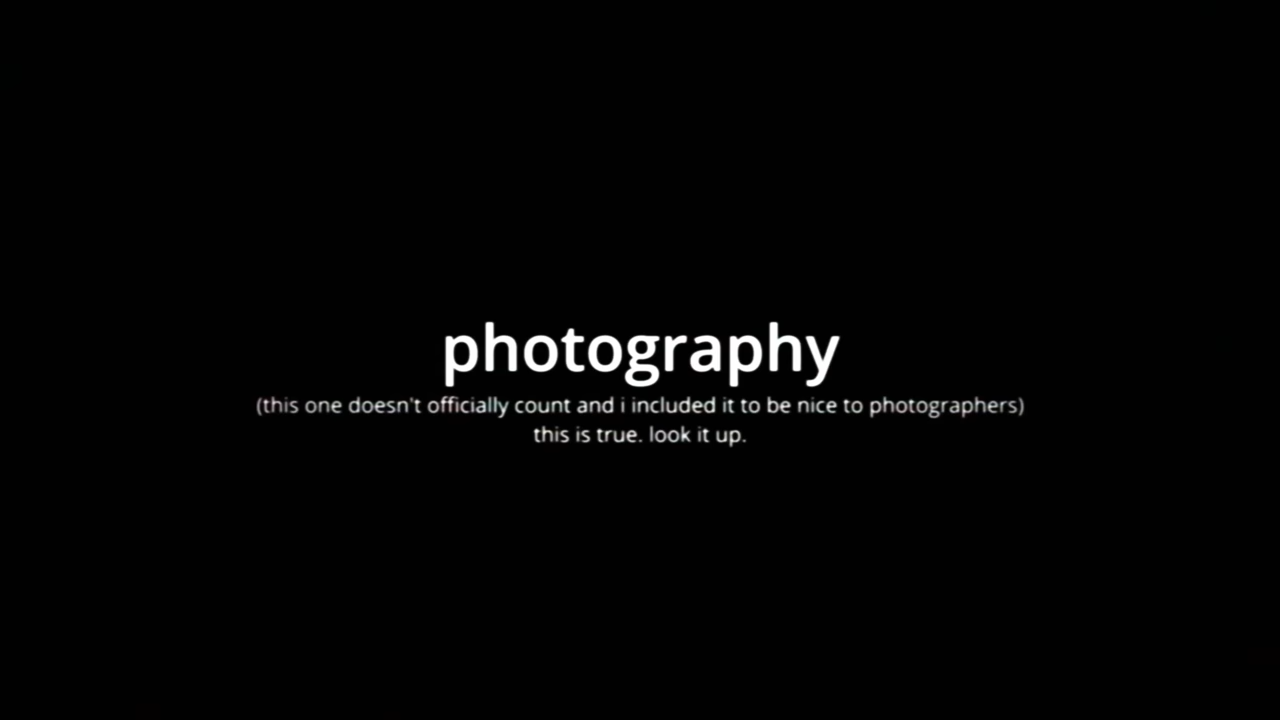 photography
(this one doesn't officially count and i included it to be nice to photographers)
this is true. look it up.